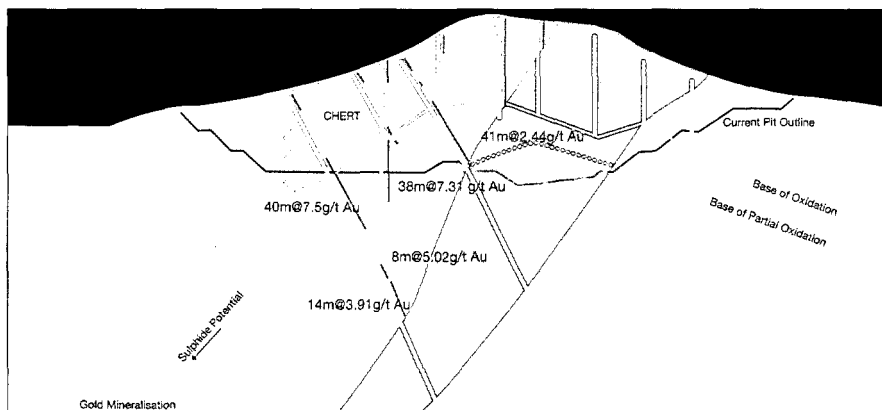 CHERT
Current Pit Outline
41m@2.44g/t Au
38m@7.31 g/t Au
40m@7.5g/t Au
Base of Oxidation
Base of Partial Oxidation
8m@5.02g/t Au
14m@3.91g/t Au
Sulphide Potential
Gold Mineralisation